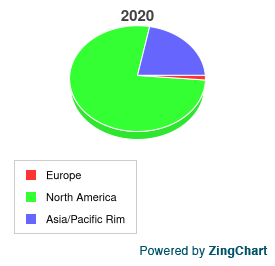 2020
Europe
North America
Asia/Pacific Rim
Powered by ZingChart